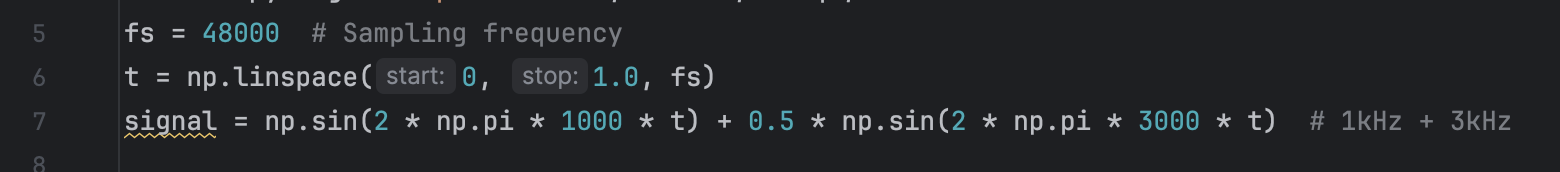 5 fs = 48000  # Sampling frequency
6 t = np.linspace( start: 0,  stop: 1.0, fs)
7 signal = np.sin(2 * np.pi * 1000 * t) + 0.5 * np.sin(2 * np.pi * 3000 * t)  # 1kHz + 3kHz
8